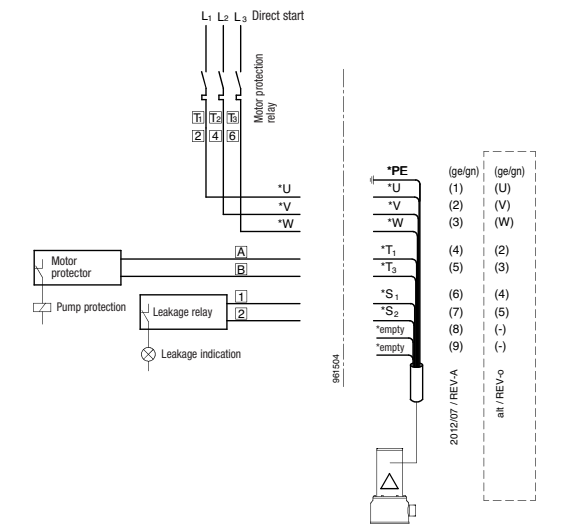 L1 L2 L3 Direct start
Motor protection
relay
T1 T2 T3
2 4 6
*PE (ge/gn) (ge/gn)
*U *U (1) (U)
*V *V (2) (V)
*W *W (3) (W)
Motor
protector
A *T1 (4) (2)
B *T3 (5) (3)
Pump protection
Leakage relay
1 *S1 (6) (4)
2 *S2 (7) (5)
*empty (8) (-)
*empty (9) (-)
Leakage indication
961504
2012/07 / REV-A
alt / REV-o